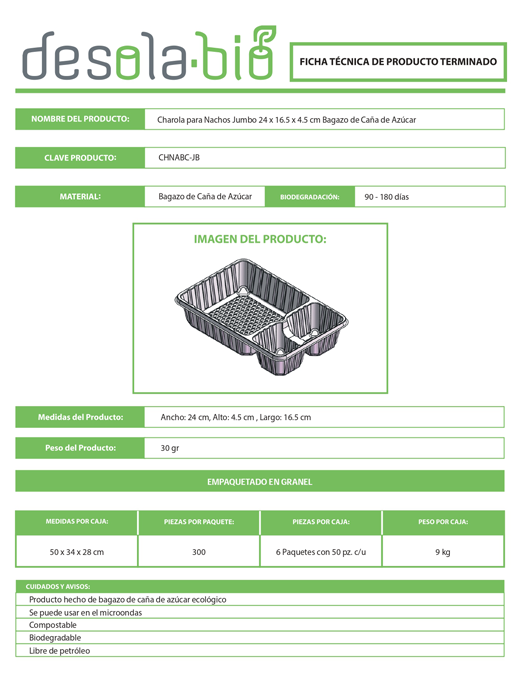 desola·bio
FICHA TÉCNICA DE PRODUCTO TERMINADO
NOMBRE DEL PRODUCTO: Charola para Nachos Jumbo 24 x 16.5 x 4.5 cm Bagazo de Caña de Azúcar
CLAVE PRODUCTO: CHNABC-JB
MATERIAL: Bagazo de Caña de Azúcar BIODEGRADACIÓN: 90 - 180 días
IMAGEN DEL PRODUCTO:
Medidas del Producto: Ancho: 24 cm, Alto: 4.5 cm , Largo: 16.5 cm
Peso del Producto: 30 gr
EMPAQUETADO EN GRANEL
MEDIDAS POR CAJA: PIEZAS POR PAQUETE: PIEZAS POR CAJA: PESO POR CAJA:
50 x 34 x 28 cm 300 6 Paquetes con 50 pz. c/u 9 kg
CUIDADOS Y AVISOS:
Producto hecho de bagazo de caña de azúcar ecológico
Se puede usar en el microondas
Compostable
Biodegradable
Libre de petróleo